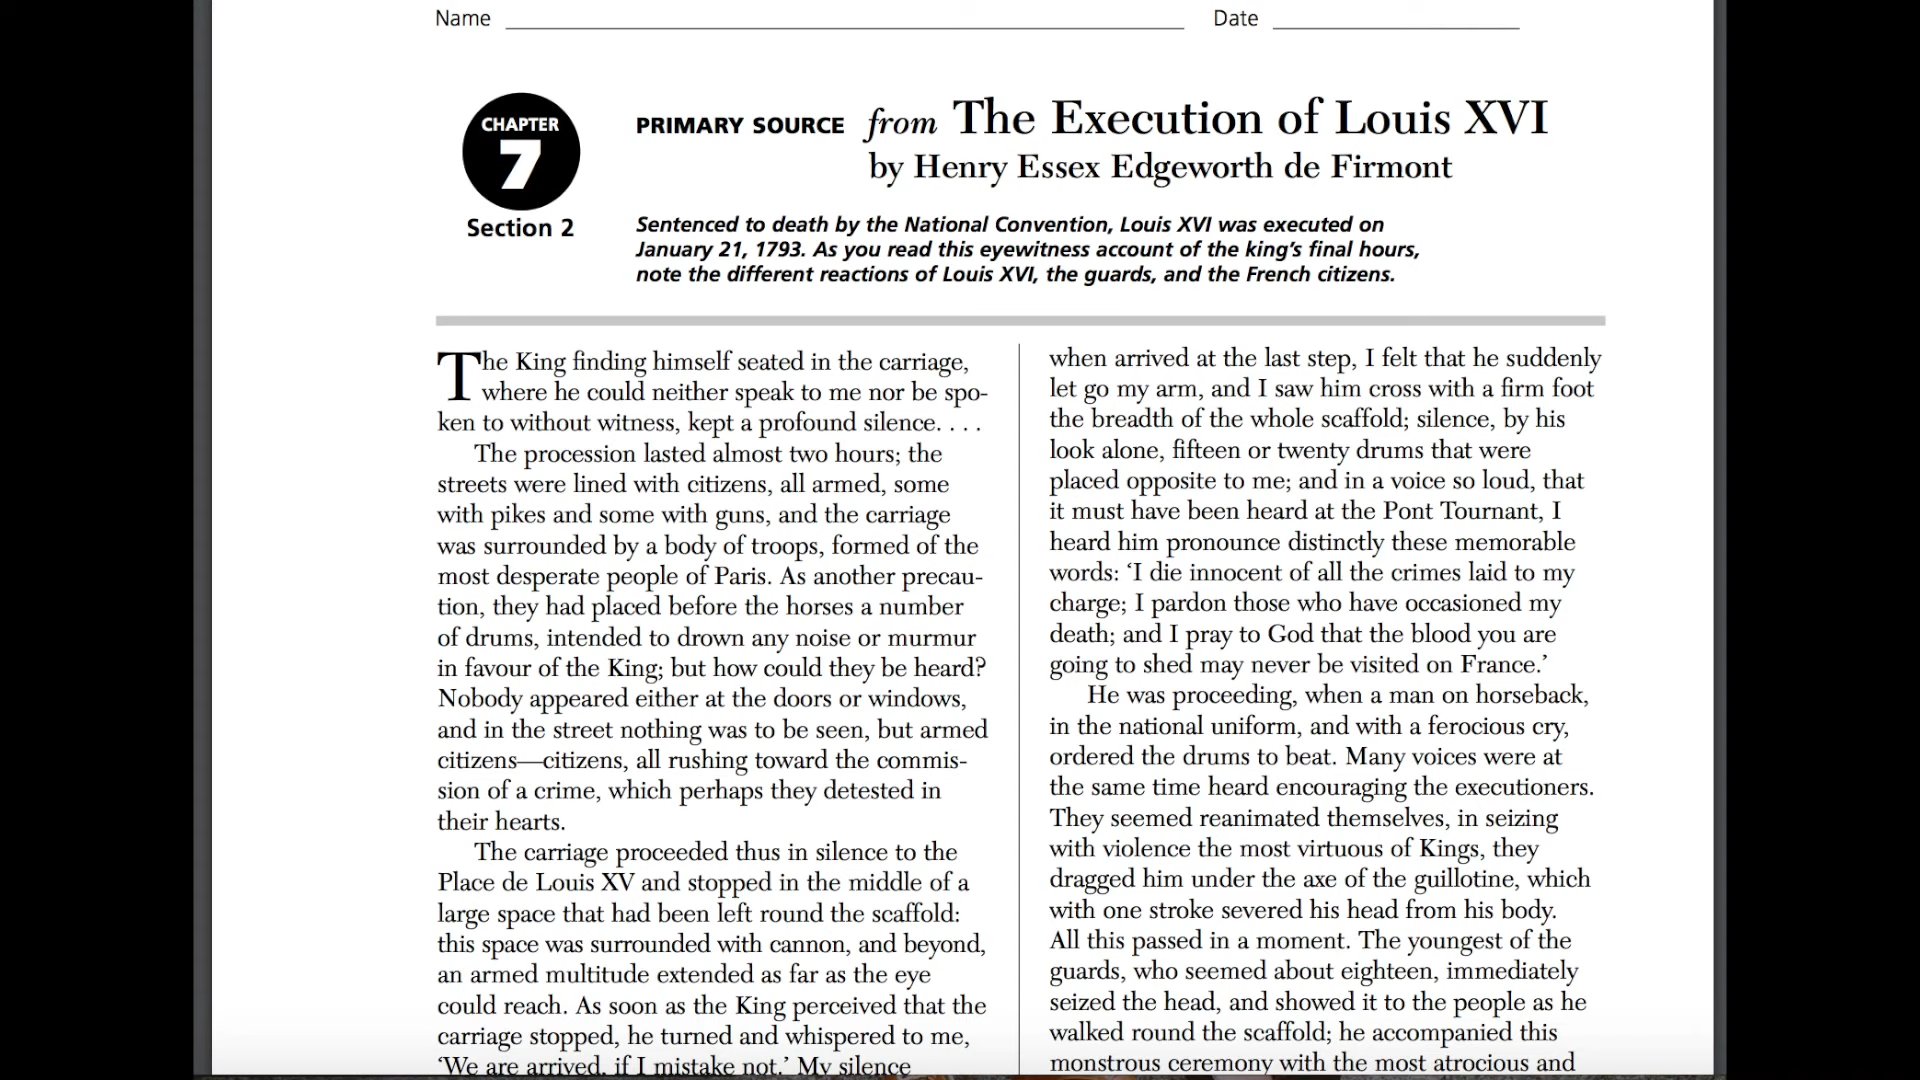 Name
Date
CHAPTER
7
Section 2
PRIMARY SOURCE from The Execution of Louis XVI
by Henry Essex Edgeworth de Firmont
Sentenced to death by the National Convention, Louis XVI was executed on
January 21, 1793. As you read this eyewitness account of the king's final hours,
note the different reactions of Louis XVI, the guards, and the French citizens.
The King finding himself seated in the carriage,
where he could neither speak to me nor be spo-
ken to without witness, kept a profound silence. . . .
The procession lasted almost two hours; the
streets were lined with citizens, all armed, some
with pikes and some with guns, and the carriage
was surrounded by a body of troops, formed of the
most desperate people of Paris. As another precau-
tion, they had placed before the horses a number
of drums, intended to drown any noise or murmur
in favour of the King; but how could they be heard?
Nobody appeared either at the doors or windows,
and in the street nothing was to be seen, but armed
citizens—citizens, all rushing toward the commis-
sion of a crime, which perhaps they detested in
their hearts.
The carriage proceeded thus in silence to the
Place de Louis XV and stopped in the middle of a
large space that had been left round the scaffold:
this space was surrounded with cannon, and beyond,
an armed multitude extended as far as the eye
could reach. As soon as the King perceived that the
carriage stopped, he turned and whispered to me,
‘We are arrived, if I mistake not.’ My silence
when arrived at the last step, I felt that he suddenly
let go my arm, and I saw him cross with a firm foot
the breadth of the whole scaffold; silence, by his
look alone, fifteen or twenty drums that were
placed opposite to me; and in a voice so loud, that
it must have been heard at the Pont Tournant, I
heard him pronounce distinctly these memorable
words: ‘I die innocent of all the crimes laid to my
charge; I pardon those who have occasioned my
death; and I pray to God that the blood you are
going to shed may never be visited on France.’
He was proceeding, when a man on horseback,
in the national uniform, and with a ferocious cry,
ordered the drums to beat. Many voices were at
the same time heard encouraging the executioners.
They seemed reanimated themselves, in seizing
with violence the most virtuous of Kings, they
dragged him under the axe of the guillotine, which
with one stroke severed his head from his body.
All this passed in a moment. The youngest of the
guards, who seemed about eighteen, immediately
seized the head, and showed it to the people as he
walked round the scaffold; he accompanied this
monstrous ceremony with the most atrocious and